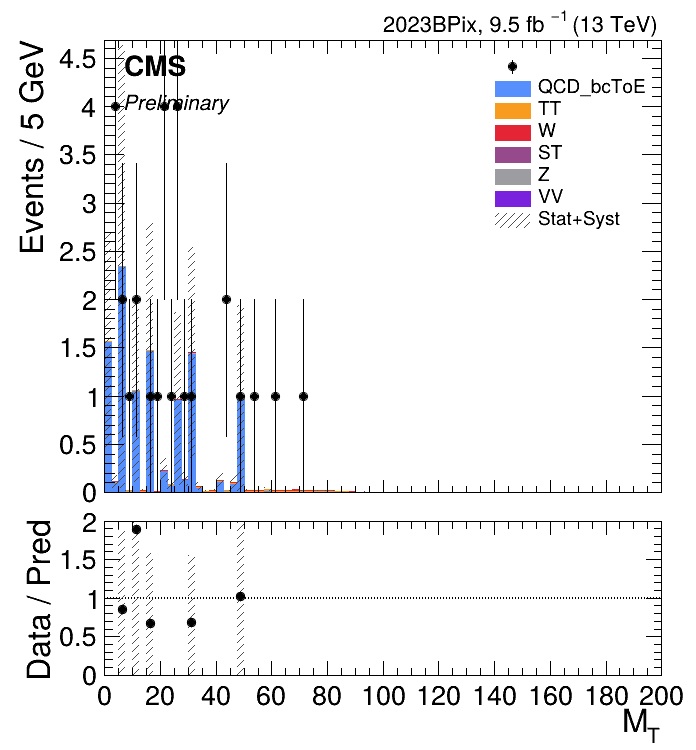 2023BPix, 9.5 fb⁻¹ (13 TeV)
CMS
Preliminary
Events / 5 GeV
4.5
4
3.5
3
2.5
2
1.5
1
0.5
0
QCD_bcToE
TT
W
ST
Z
VV
Stat+Syst
Data / Pred
2
1.5
1
0.5
0
0 20 40 60 80 100 120 140 160 180 200
M_T